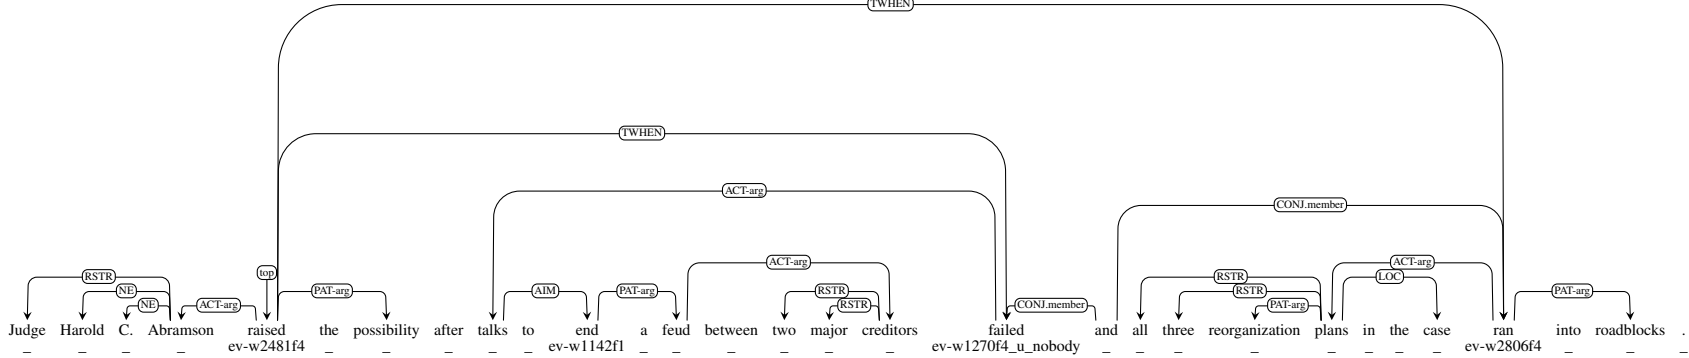 TWHEN
TWHEN
ACT-arg
CONJ.member
ACT-arg ACT-arg
top
RSTR RSTR LOC
NE AIM PAT-arg PAT-arg RSTR RSTR PAT-arg
NE ACT-arg RSTR CONJ.member PAT-arg
Judge Harold C. Abramson raised the possibility after talks to end a feud between two major creditors failed and all three reorganization plans in the case ran into roadblocks .
_ _ _ _ ev-w2481f4 _ _ _ _ _ ev-w1142f1 _ _ _ _ _ _ ev-w1270f4_u_nobody _ _ _ _ _ _ _ _ ev-w2806f4 _ _ _